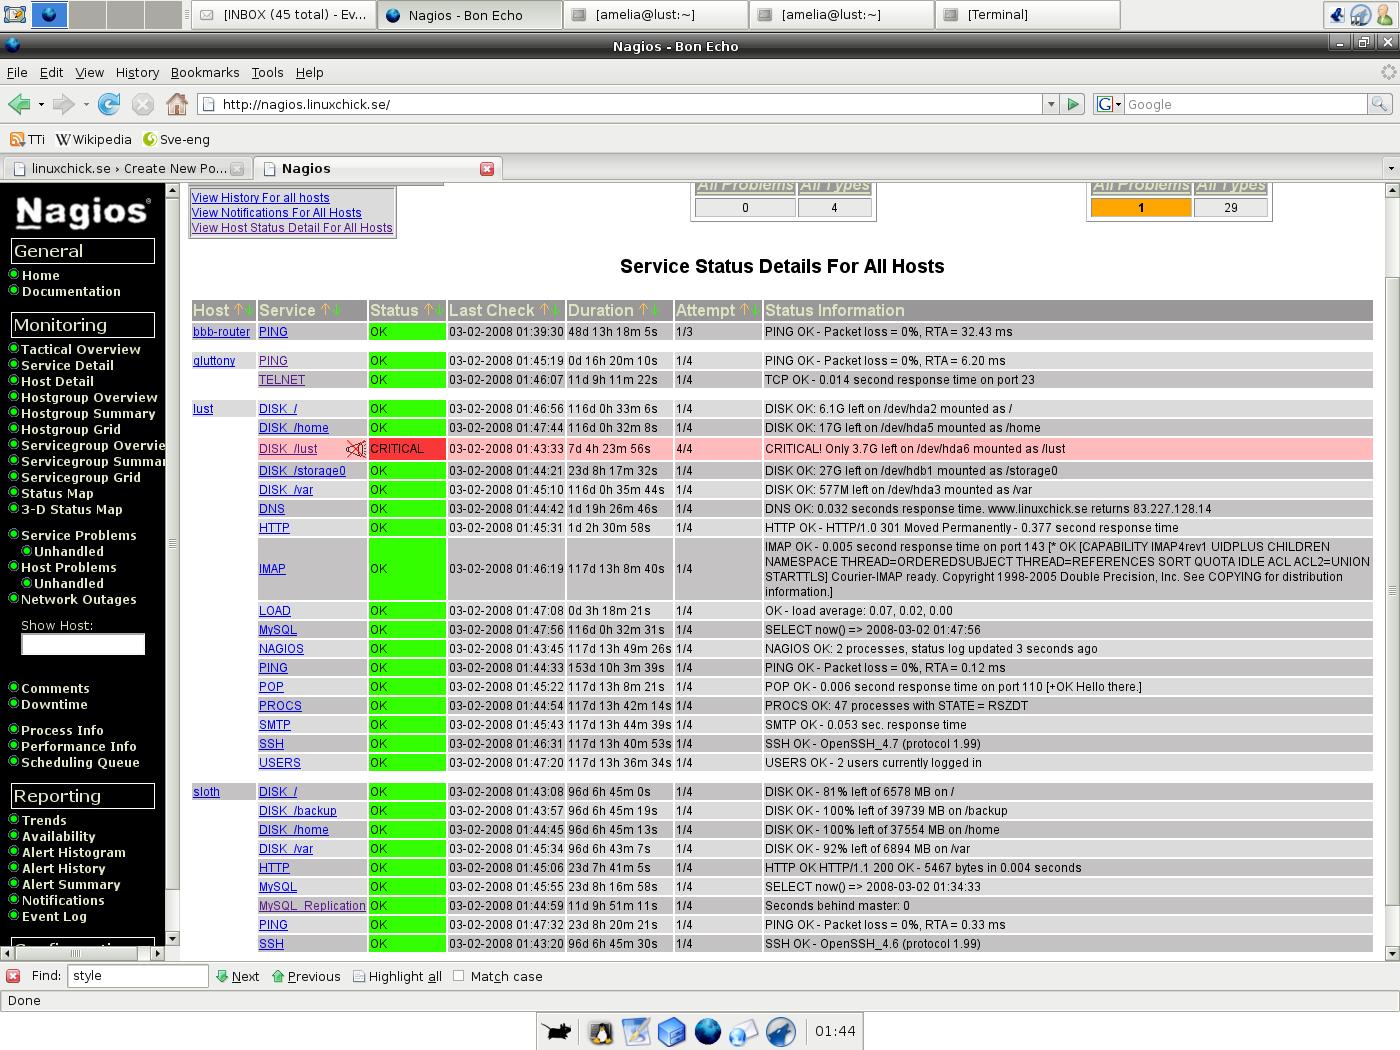 [INBOX (45 total) - Ev... Nagios - Bon Echo [amelia@lust:~] [amelia@lust:~] [Terminal]
Nagios - Bon Echo
File Edit View History Bookmarks Tools Help
http://nagios.linuxchick.se/ Google
TTi Wikipedia Sve-eng
linuxchick.se › Create New Po... Nagios
Nagios®
General
Home
Documentation
Monitoring
Tactical Overview
Service Detail
Host Detail
Hostgroup Overview
Hostgroup Summary
Hostgroup Grid
Servicegroup Overvie
Servicegroup Summar
Servicegroup Grid
Status Map
3-D Status Map
Service Problems
Unhandled
Host Problems
Unhandled
Network Outages
Show Host:
Comments
Downtime
Process Info
Performance Info
Scheduling Queue
Reporting
Trends
Availability
Alert Histogram
Alert History
Alert Summary
Notifications
Event Log
View History For all hosts
View Notifications For All Hosts
View Host Status Detail For All Hosts
All Problems All Types
0 4
All Problems All Types
1 29
Service Status Details For All Hosts
Host Service Status Last Check Duration Attempt Status Information
bbb-router PING OK 03-02-2008 01:39:30 48d 13h 18m 5s 1/3 PING OK - Packet loss = 0%, RTA = 32.43 ms
gluttony PING OK 03-02-2008 01:45:19 0d 16h 20m 10s 1/4 PING OK - Packet loss = 0%, RTA = 6.20 ms
TELNET OK 03-02-2008 01:46:07 11d 9h 11m 22s 1/4 TCP OK - 0.014 second response time on port 23
lust DISK / OK 03-02-2008 01:46:56 116d 0h 33m 6s 1/4 DISK OK: 6.1G left on /dev/hda2 mounted as /
DISK /home OK 03-02-2008 01:47:44 116d 0h 32m 8s 1/4 DISK OK: 17G left on /dev/hda5 mounted as /home
DISK /lust CRITICAL 03-02-2008 01:43:33 7d 4h 23m 56s 4/4 CRITICAL! Only 3.7G left on /dev/hda6 mounted as /lust
DISK /storage0 OK 03-02-2008 01:44:21 23d 8h 17m 32s 1/4 DISK OK: 27G left on /dev/hdb1 mounted as /storage0
DISK /var OK 03-02-2008 01:45:10 116d 0h 35m 44s 1/4 DISK OK: 577M left on /dev/hda3 mounted as /var
DNS OK 03-02-2008 01:44:42 1d 19h 26m 46s 1/4 DNS OK: 0.032 seconds response time. www.linuxchick.se returns 83.227.128.14
HTTP OK 03-02-2008 01:45:31 1d 2h 30m 58s 1/4 HTTP OK - HTTP/1.0 301 Moved Permanently - 0.377 second response time
IMAP OK 03-02-2008 01:46:19 117d 13h 8m 40s 1/4 IMAP OK - 0.005 second response time on port 143 [* OK [CAPABILITY IMAP4rev1 UIDPLUS CHILDREN
NAMESPACE THREAD=ORDEREDSUBJECT THREAD=REFERENCES SORT QUOTA IDLE ACL ACL2=UNION
STARTTLS] Courier-IMAP ready. Copyright 1998-2005 Double Precision, Inc. See COPYING for distribution
information.]
LOAD OK 03-02-2008 01:47:08 0d 3h 18m 21s 1/4 OK - load average: 0.07, 0.02, 0.00
MySQL OK 03-02-2008 01:47:56 116d 0h 32m 31s 1/4 SELECT now() => 2008-03-02 01:47:56
NAGIOS OK 03-02-2008 01:43:45 117d 13h 49m 26s 1/4 NAGIOS OK: 2 processes, status log updated 3 seconds ago
PING OK 03-02-2008 01:44:33 153d 10h 3m 39s 1/4 PING OK - Packet loss = 0%, RTA = 0.12 ms
POP OK 03-02-2008 01:45:22 117d 13h 8m 21s 1/4 POP OK - 0.006 second response time on port 110 [+OK Hello there.]
PROCS OK 03-02-2008 01:44:54 117d 13h 42m 14s 1/4 PROCS OK: 47 processes with STATE = RSZDT
SMTP OK 03-02-2008 01:45:43 117d 13h 44m 39s 1/4 SMTP OK - 0.053 sec. response time
SSH OK 03-02-2008 01:46:31 117d 13h 40m 53s 1/4 SSH OK - OpenSSH_4.7 (protocol 1.99)
USERS OK 03-02-2008 01:47:20 117d 13h 36m 34s 1/4 USERS OK - 2 users currently logged in
sloth DISK / OK 03-02-2008 01:43:08 96d 6h 45m 0s 1/4 DISK OK - 81% left of 6578 MB on /
DISK /backup OK 03-02-2008 01:43:57 96d 6h 45m 19s 1/4 DISK OK - 100% left of 39739 MB on /backup
DISK /home OK 03-02-2008 01:44:45 96d 6h 45m 13s 1/4 DISK OK - 100% left of 37554 MB on /home
DISK /var OK 03-02-2008 01:45:34 96d 6h 43m 7s 1/4 DISK OK - 92% left of 6894 MB on /var
HTTP OK 03-02-2008 01:45:06 23d 7h 41m 5s 1/4 HTTP OK HTTP/1.1 200 OK - 5467 bytes in 0.004 seconds
MySQL OK 03-02-2008 01:45:55 23d 8h 16m 58s 1/4 SELECT now() => 2008-03-02 01:34:33
MySQL Replication OK 03-02-2008 01:44:59 11d 9h 51m 11s 1/4 Seconds behind master: 0
PING OK 03-02-2008 01:47:32 23d 8h 20m 21s 1/4 PING OK - Packet loss = 0%, RTA = 0.33 ms
SSH OK 03-02-2008 01:43:20 96d 6h 45m 30s 1/4 SSH OK - OpenSSH_4.6 (protocol 1.99)
Find: style Next Previous Highlight all Match case
Done
01:44